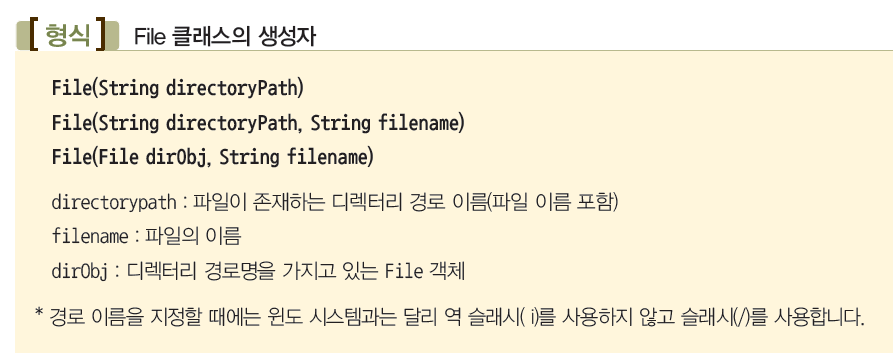 [형식] File 클래스의 생성자
File(String directoryPath)
File(String directoryPath, String filename)
File(File dirObj, String filename)
directorypath : 파일이 존재하는 디렉터리 경로 이름(파일 이름 포함)
filename : 파일의 이름
dirObj : 디렉터리 경로명을 가지고 있는 File 객체
* 경로 이름을 지정할 때에는 윈도 시스템과는 달리 역 슬래시( i)를 사용하지 않고 슬래시(/)를 사용합니다.